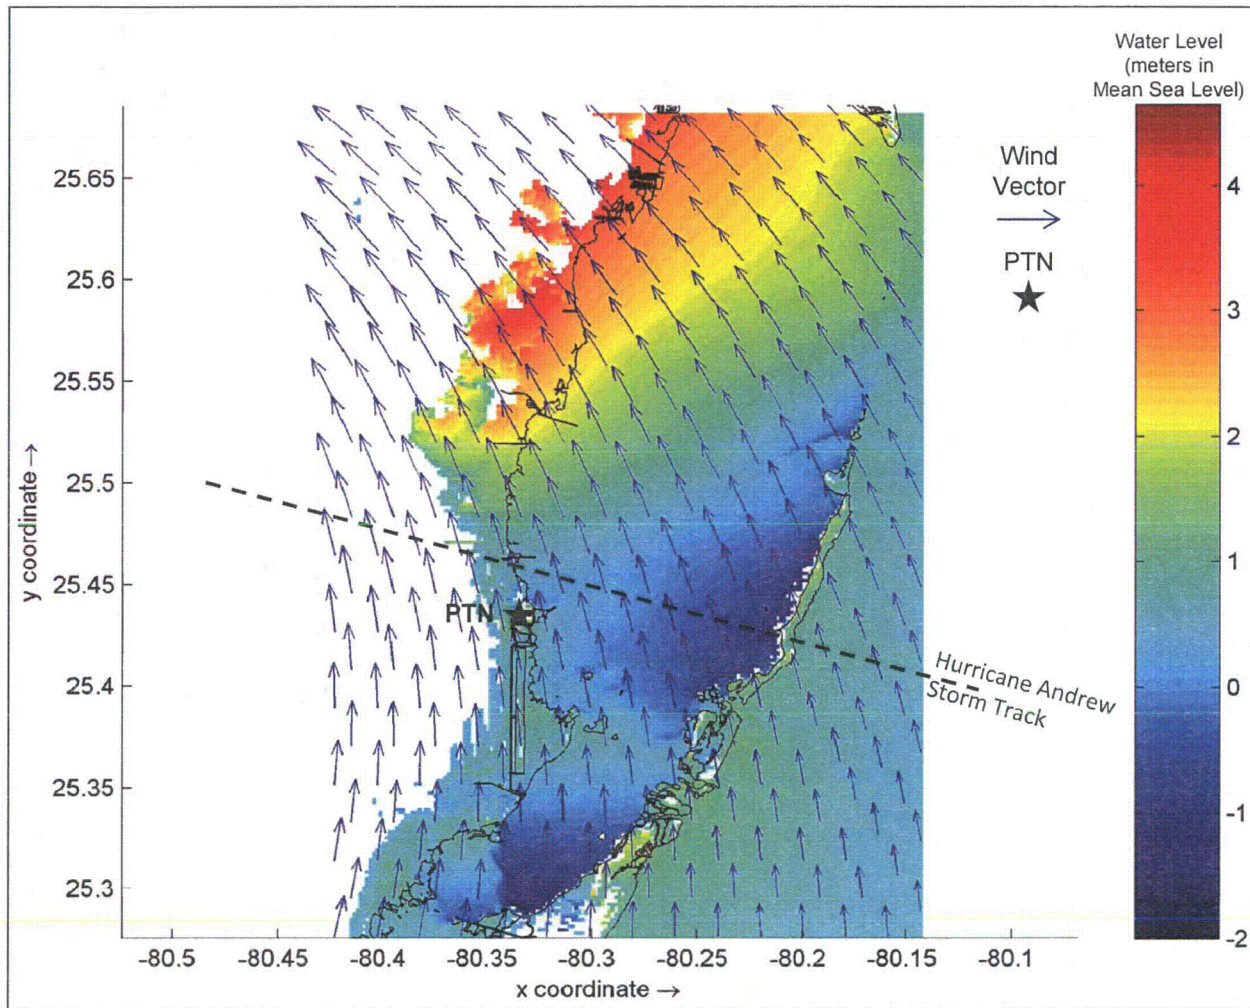 Water Level
(meters in
Mean Sea Level)
4
3
2
1
0
-1
-2
Wind
Vector
PTN
25.65
25.6
25.55
25.5
25.45
25.4
25.35
25.3
y coordinate →
PTN
Hurricane Andrew
Storm Track
-80.5
-80.45
-80.4
-80.35
-80.3
-80.25
-80.2
-80.15
-80.1
x coordinate →